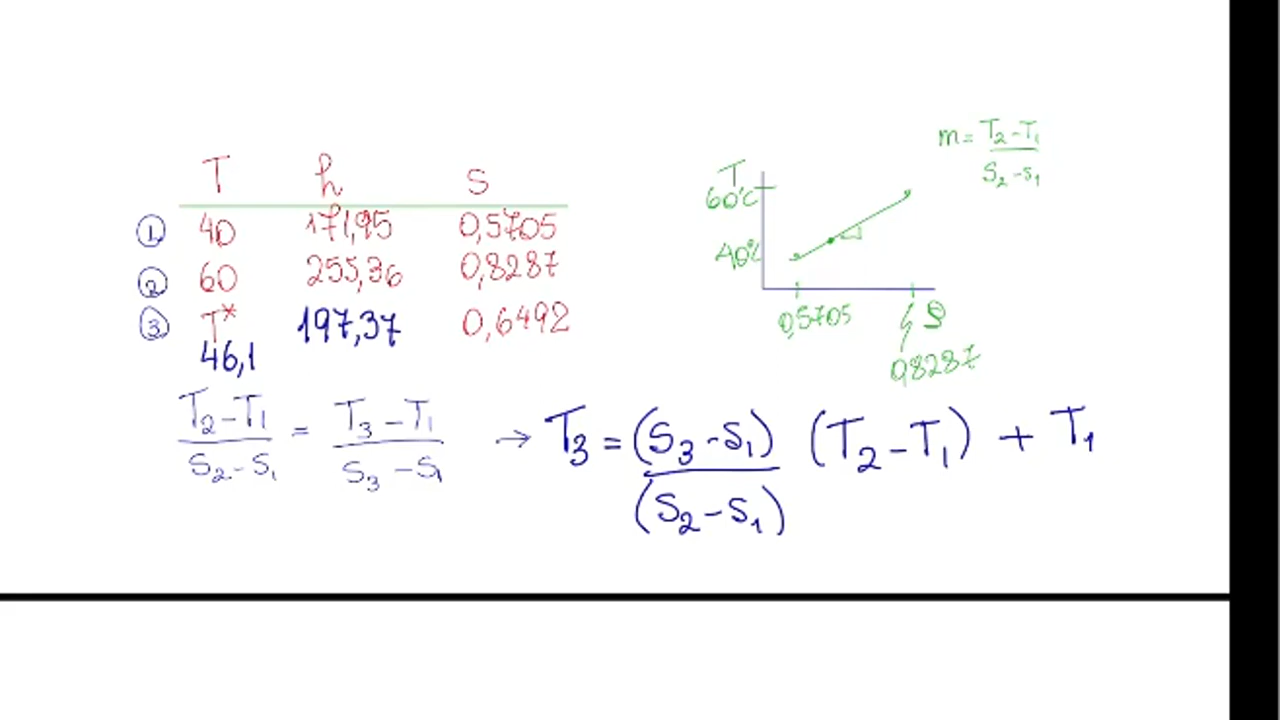 T h s
① 40 171,95 0,5705
② 60 255,36 0,8287
③ T* 197,37 0,6492
46,1
T₂-T₁ / S₂-S₁ = T₃-T₁ / S₃-S₁ → T₃ = (S₃-S₁) / (S₂-S₁) (T₂-T₁) + T₁
m = T₂-T₁ / S₂-S₁
T
60°C
40°C
0,5705 S
0,8287